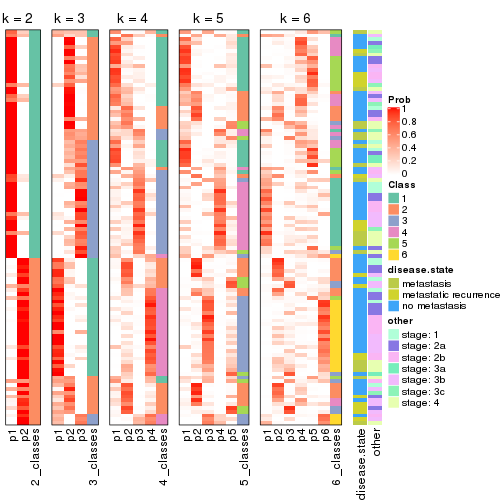 k = 2
k = 3
k = 4
k = 5
k = 6
p1
p2
2_classes
p1
p2
p3
3_classes
p1
p2
p3
p4
4_classes
p1
p2
p3
p4
p5
5_classes
p1
p2
p3
p4
p5
p6
6_classes
disease.state
other
Prob
1
0.8
0.6
0.4
0.2
0
Class
1
2
3
4
5
6
disease.state
metastasis
metastatic recurrence
no metastasis
other
stage: 1
stage: 2a
stage: 2b
stage: 3a
stage: 3b
stage: 3c
stage: 4